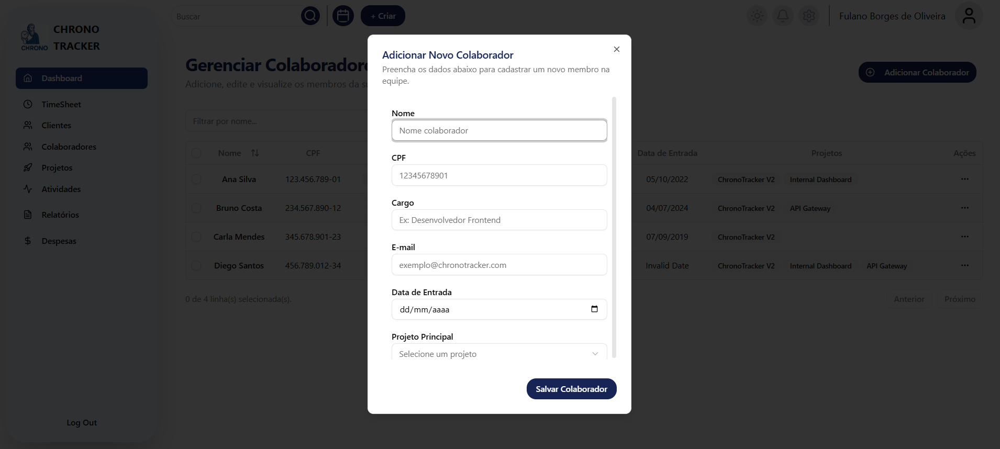 CHRONO
TRACKER
CHRONO
Dashboard
TimeSheet
Clientes
Colaboradores
Projetos
Atividades
Relatórios
Despesas
Log Out
Buscar
+ Criar
Fulano Borges de Oliveira
Gerenciar Colaborador
Adicione, edite e visualize os membros da
Adicionar Colaborador
Filtrar por nome...
Nome CPF Data de Entrada Projetos Ações
Ana Silva 123.456.789-01 05/10/2022 ChronoTracker V2 Internal Dashboard ...
Bruno Costa 234.567.890-12 04/07/2024 ChronoTracker V2 API Gateway ...
Carla Mendes 345.678.901-23 07/09/2019 ChronoTracker V2 ...
Diego Santos 456.789.012-34 Invalid Date ChronoTracker V2 Internal Dashboard API Gateway ...
0 de 4 linha(s) selecionada(s).
Anterior Próximo
Adicionar Novo Colaborador
Preencha os dados abaixo para cadastrar um novo membro na
equipe.
Nome
Nome colaborador
CPF
12345678901
Cargo
Ex: Desenvolvedor Frontend
E-mail
exemplo@chronotracker.com
Data de Entrada
dd/mm/aaaa
Projeto Principal
Selecione um projeto
Salvar Colaborador